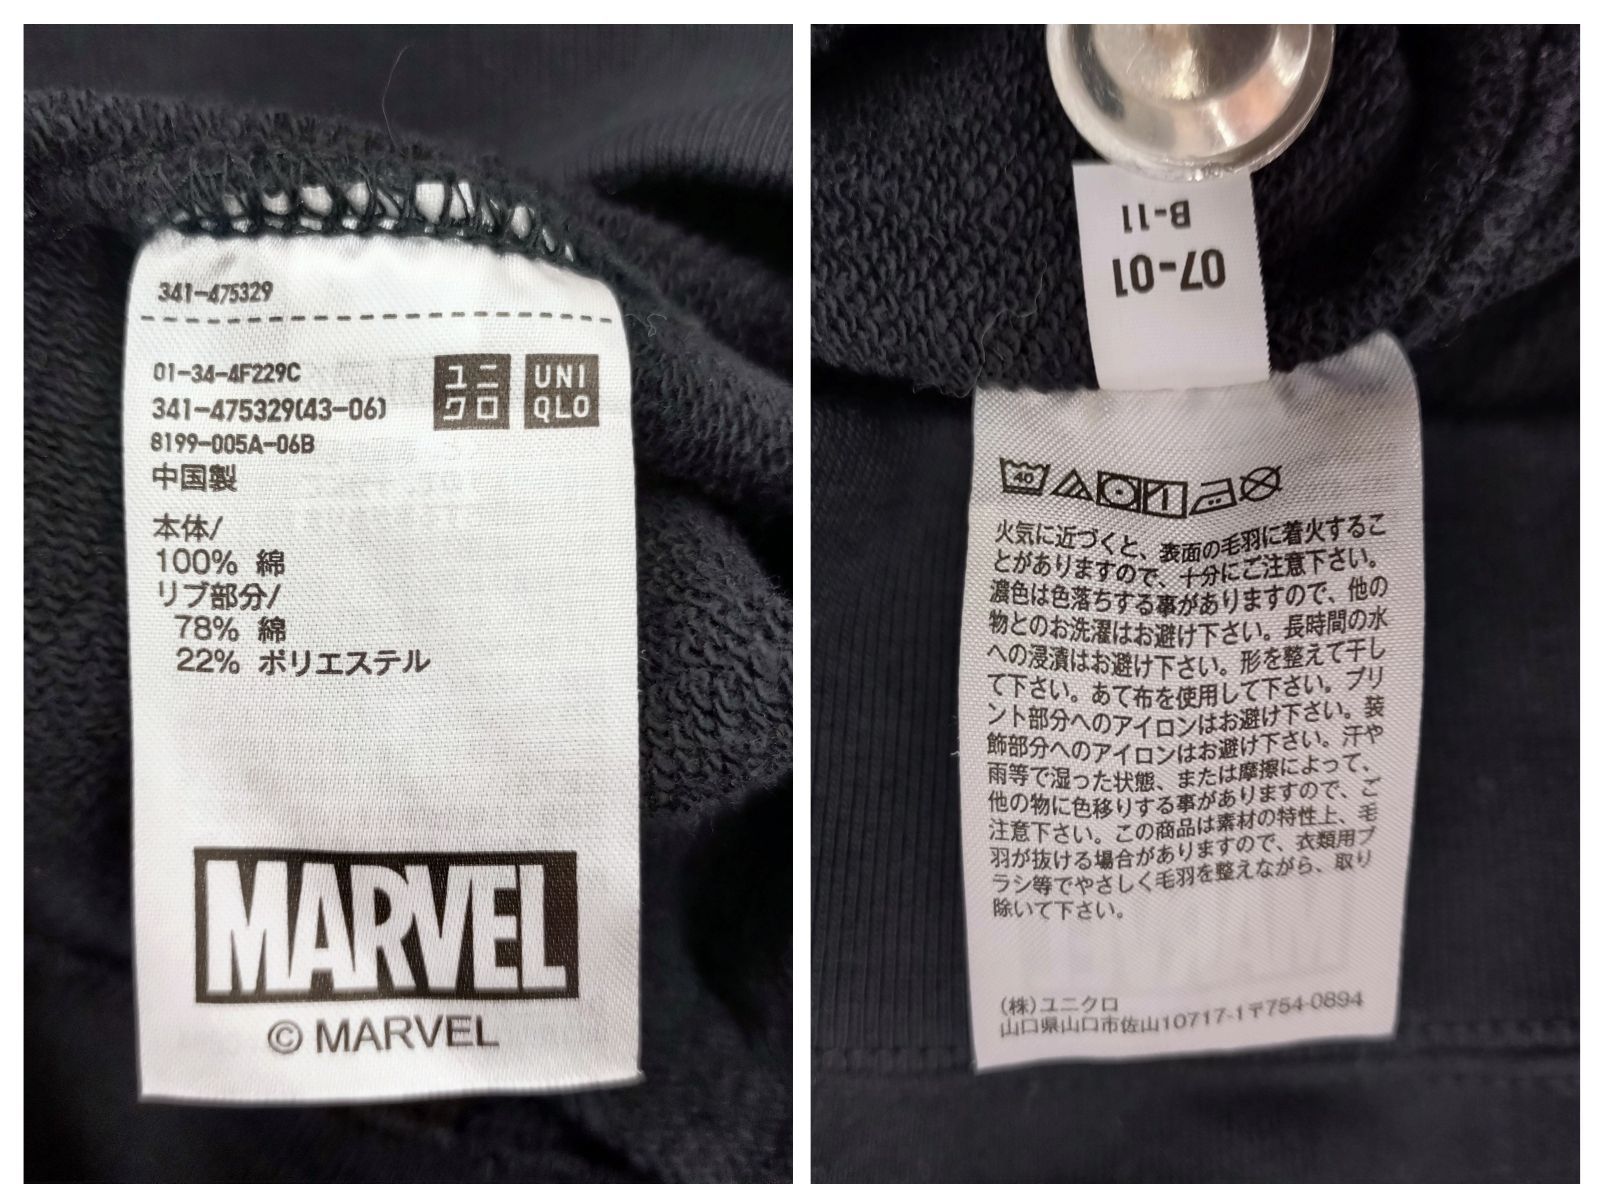 341-475329
01-34-4F229C
341-475329(43-06)
8199-005A-06B
ユニ
クロ
UNI
QLO
中国製
本体/
100% 綿
リブ部分/
78% 綿
22% ポリエステル
MARVEL
© MARVEL
B-11
07-01
40
火気に近づくと、表面の毛羽に着火するこ
とがありますので、十分にご注意下さい。
濃色は色落ちする事がありますので、他の
物とのお洗濯はお避け下さい。長時間の水
への浸漬はお避け下さい。形を整えて干し
て下さい。あて布を使用して下さい。プリ
ント部分へのアイロンはお避け下さい。装
飾部分へのアイロンはお避け下さい。汗や
雨等で湿った状態、または摩擦によって、
他の物に色移りする事がありますので、ご
注意下さい。この商品は素材の特性上、毛
羽が抜ける場合がありますので、衣類用ブ
ラシ等でやさしく毛羽を整えながら、取り
除いて下さい。
(株)ユニクロ
山口県山口市佐山10717-1〒754-0894